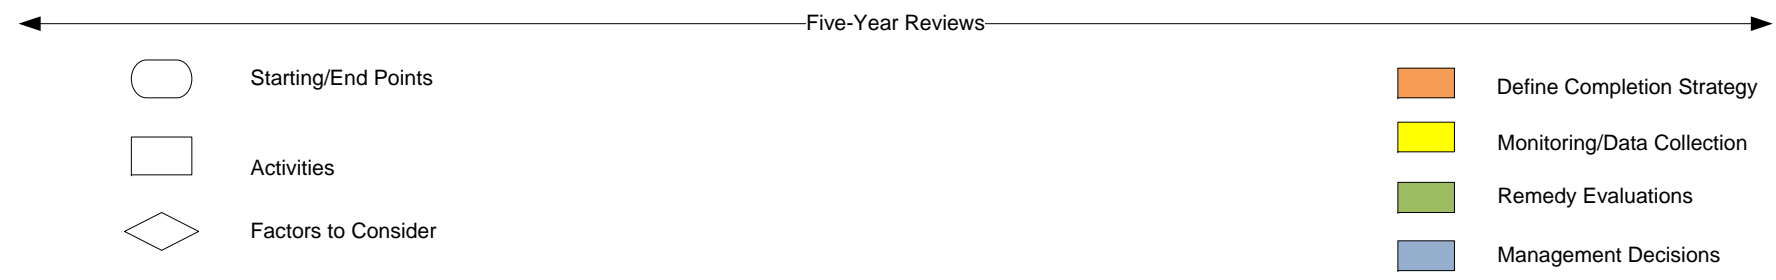 Five-Year Reviews
Starting/End Points
Activities
Factors to Consider
Define Completion Strategy
Monitoring/Data Collection
Remedy Evaluations
Management Decisions